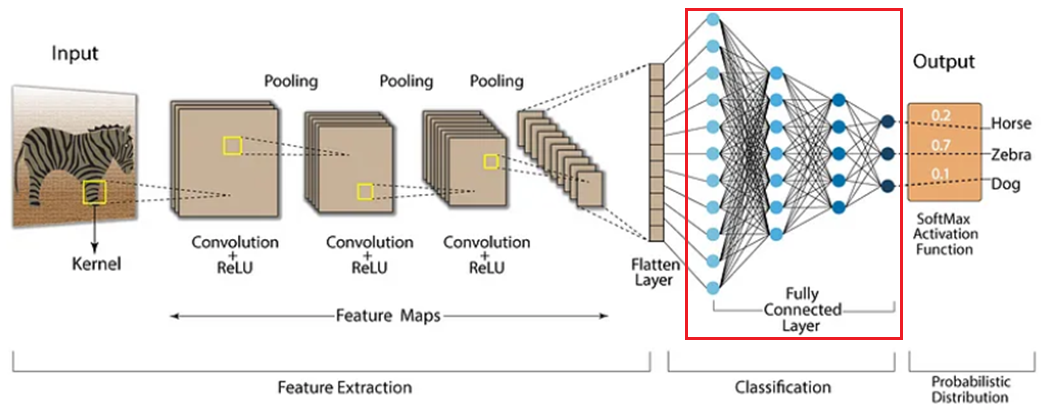 Input
Pooling
Pooling
Pooling
Output
0.2
Horse
0.7
Zebra
0.1
Dog
Kernel
Convolution
+
ReLU
Convolution
+
ReLU
Convolution
+
ReLU
Flatten
Layer
SoftMax
Activation
Function
Fully
Connected
Layer
Feature Maps
Feature Extraction
Classification
Probabilistic
Distribution